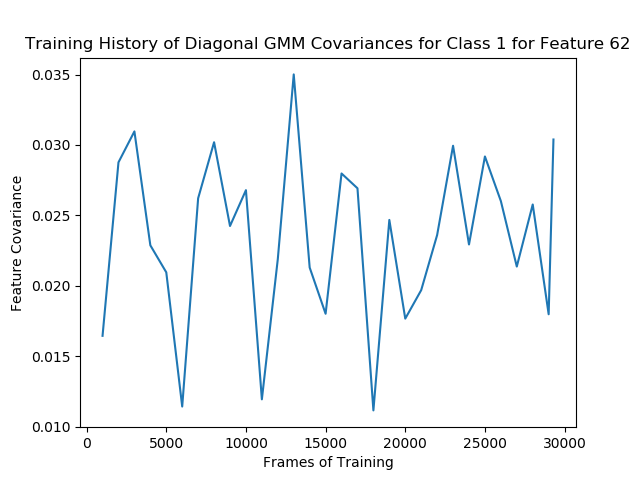 Training History of Diagonal GMM Covariances for Class 1 for Feature 62
0.035
0.030
0.025
0.020
0.015
0.010
Feature Covariance
0 5000 10000 15000 20000 25000 30000
Frames of Training